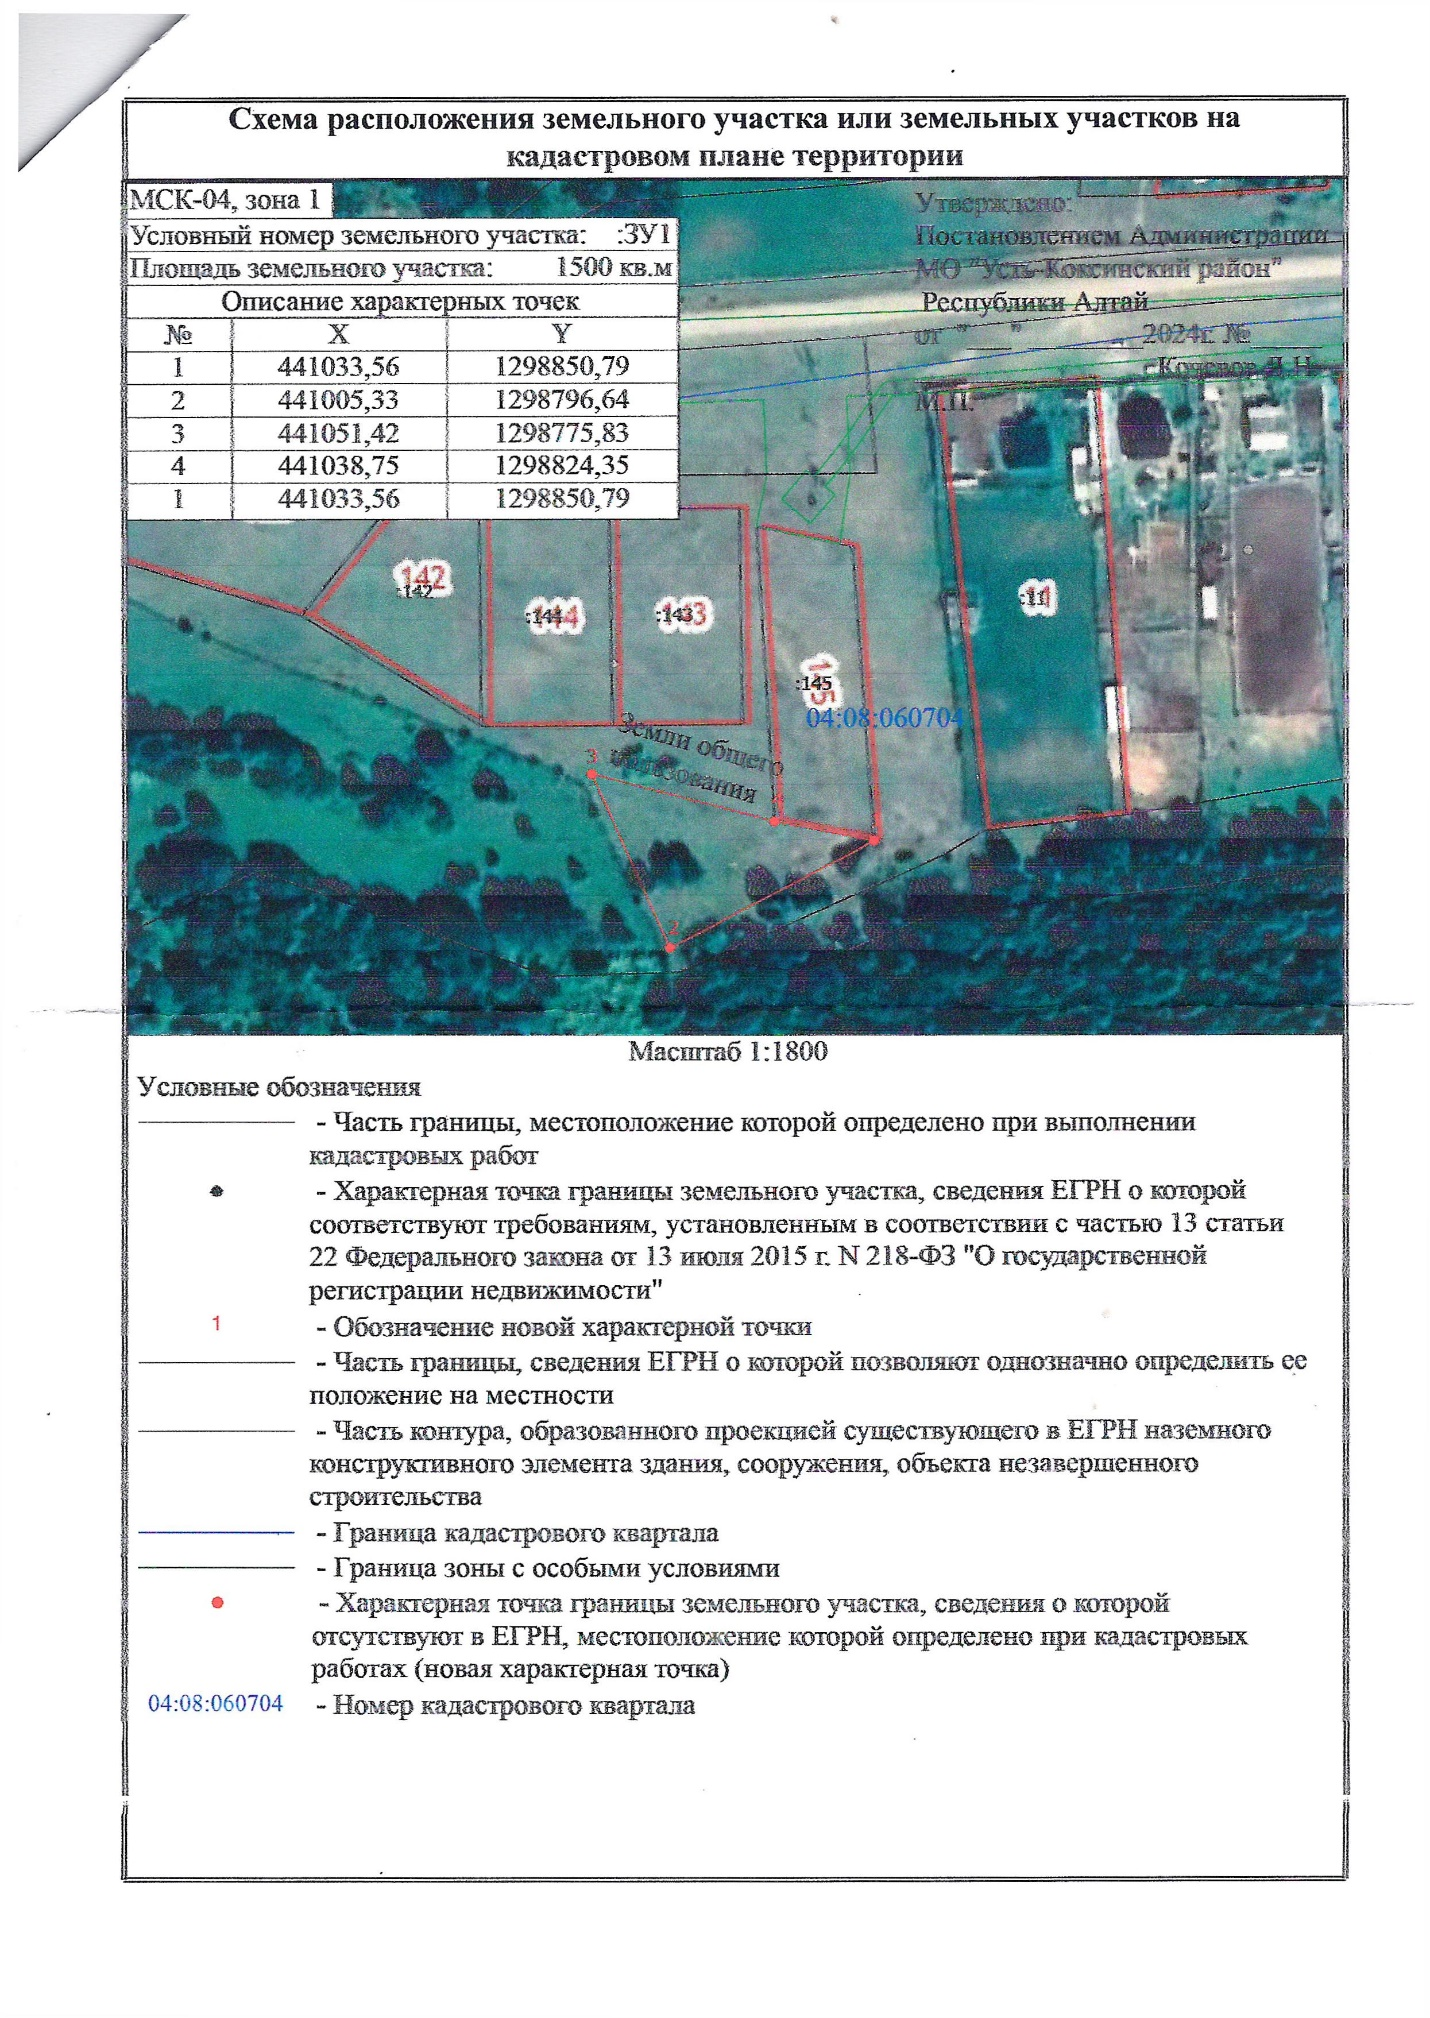 Схема расположения земельного участка или земельных участков на
кадастровом плане территории
МСК-04, зона 1
Условный номер земельного участка: :ЗУ1
Площадь земельного участка: 1500 кв.м
Описание характерных точек
№ X Y
1 441033,56 1298850,79
2 441005,33 1298796,64
3 441051,42 1298775,83
4 441038,75 1298824,35
1 441033,56 1298850,79
Утверждено:
Постановлением Администрации
МО "Усть-Коксинский район"
Республики Алтай
от "___" _________2024г. №_____
М.П.
142
:142
:144
:143
:11
:145
04:08:060704
Земли общего
пользования
3
2
Масштаб 1:1800
Условные обозначения
- Часть границы, местоположение которой определено при выполнении
кадастровых работ
- Характерная точка границы земельного участка, сведения ЕГРН о которой
соответствуют требованиям, установленным в соответствии с частью 13 статьи
22 Федерального закона от 13 июля 2015 г. N 218-ФЗ "О государственной
регистрации недвижимости"
1 - Обозначение новой характерной точки
- Часть границы, сведения ЕГРН о которой позволяют однозначно определить ее
положение на местности
- Часть контура, образованного проекцией существующего в ЕГРН наземного
конструктивного элемента здания, сооружения, объекта незавершенного
строительства
- Граница кадастрового квартала
- Граница зоны с особыми условиями
- Характерная точка границы земельного участка, сведения о которой
отсутствуют в ЕГРН, местоположение которой определено при кадастровых
работах (новая характерная точка)
04:08:060704 - Номер кадастрового квартала